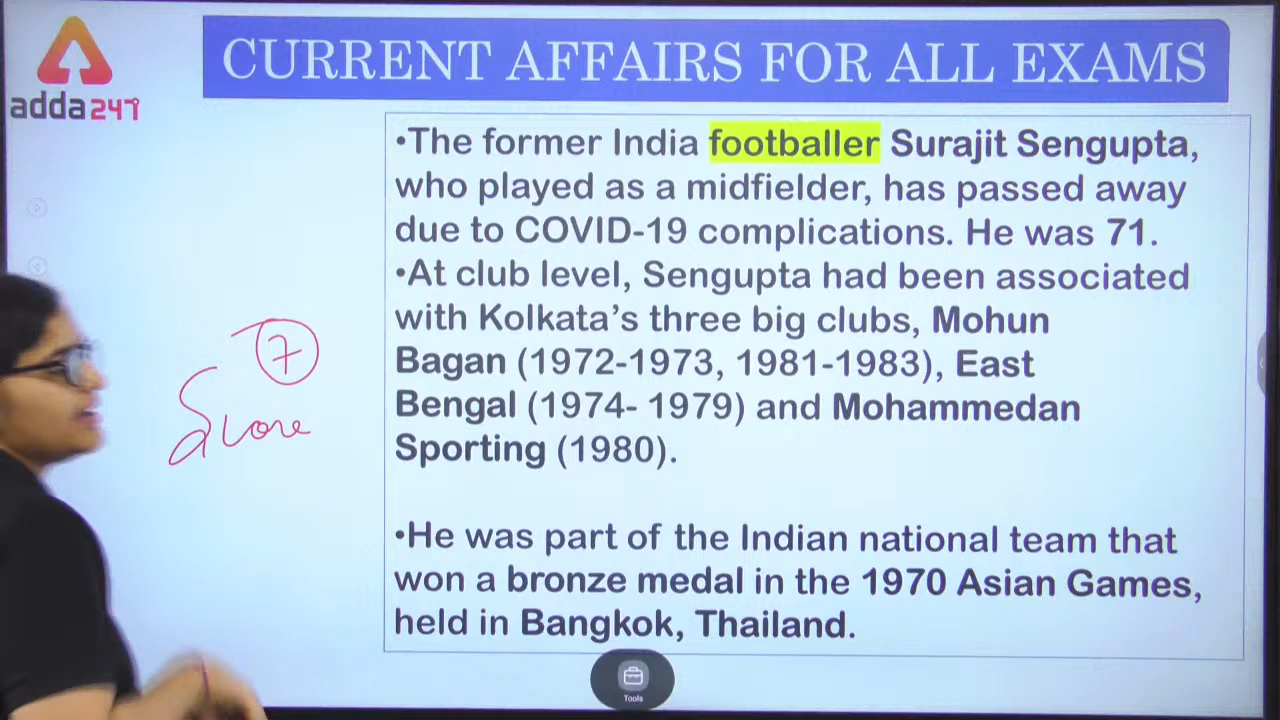 CURRENT AFFAIRS FOR ALL EXAMS
adda247
•The former India footballer Surajit Sengupta,
who played as a midfielder, has passed away
due to COVID-19 complications. He was 71.
•At club level, Sengupta had been associated
with Kolkata’s three big clubs, Mohun
Bagan (1972-1973, 1981-1983), East
Bengal (1974- 1979) and Mohammedan
Sporting (1980).
7
Score
•He was part of the Indian national team that
won a bronze medal in the 1970 Asian Games,
held in Bangkok, Thailand.
Tools